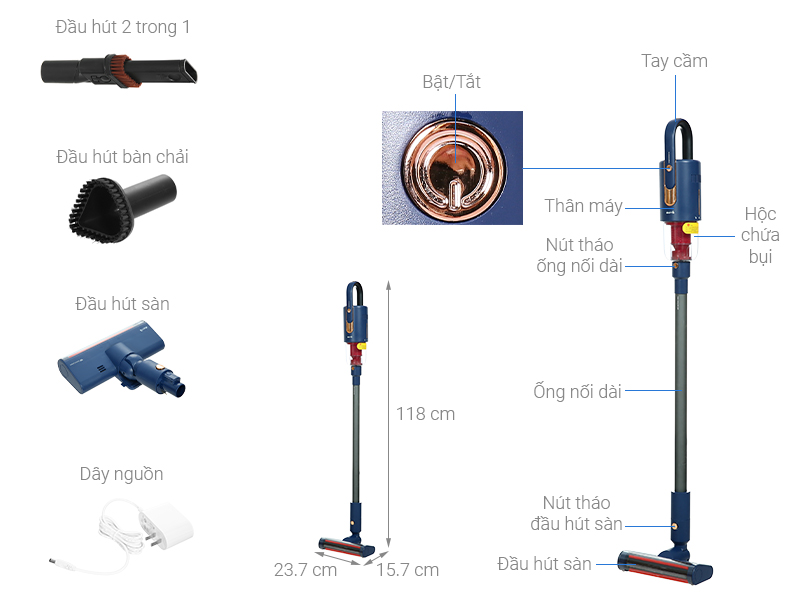 Đầu hút 2 trong 1
Đầu hút bàn chải
Đầu hút sàn
Dây nguồn
Bật/Tắt
118 cm
23.7 cm
15.7 cm
Tay cầm
Thân máy
Hộc
chứa
bụi
Nút tháo
ống nối dài
Ống nối dài
Nút tháo
đầu hút sàn
Đầu hút sàn